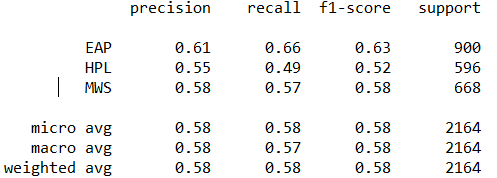 precision recall f1-score support
EAP 0.61 0.66 0.63 900
HPL 0.55 0.49 0.52 596
MWS 0.58 0.57 0.58 668
micro avg 0.58 0.58 0.58 2164
macro avg 0.58 0.57 0.58 2164
weighted avg 0.58 0.58 0.58 2164